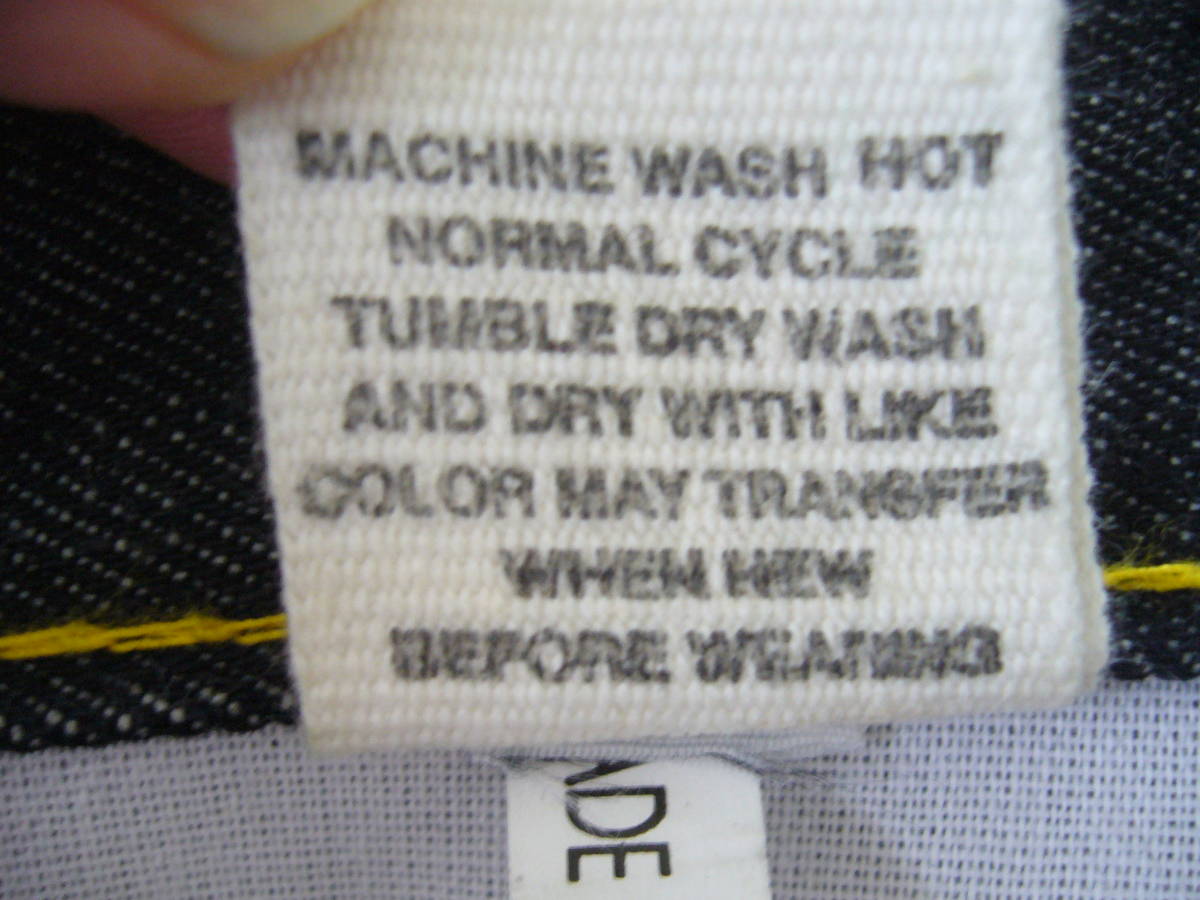 MACHINE WASH HOT
NORMAL CYCLE
TUMBLE DRY WASH
AND DRY WITH LIKE
COLOR MAY TRANSFER
WHEN NEW
BEFORE WEARING
ADE